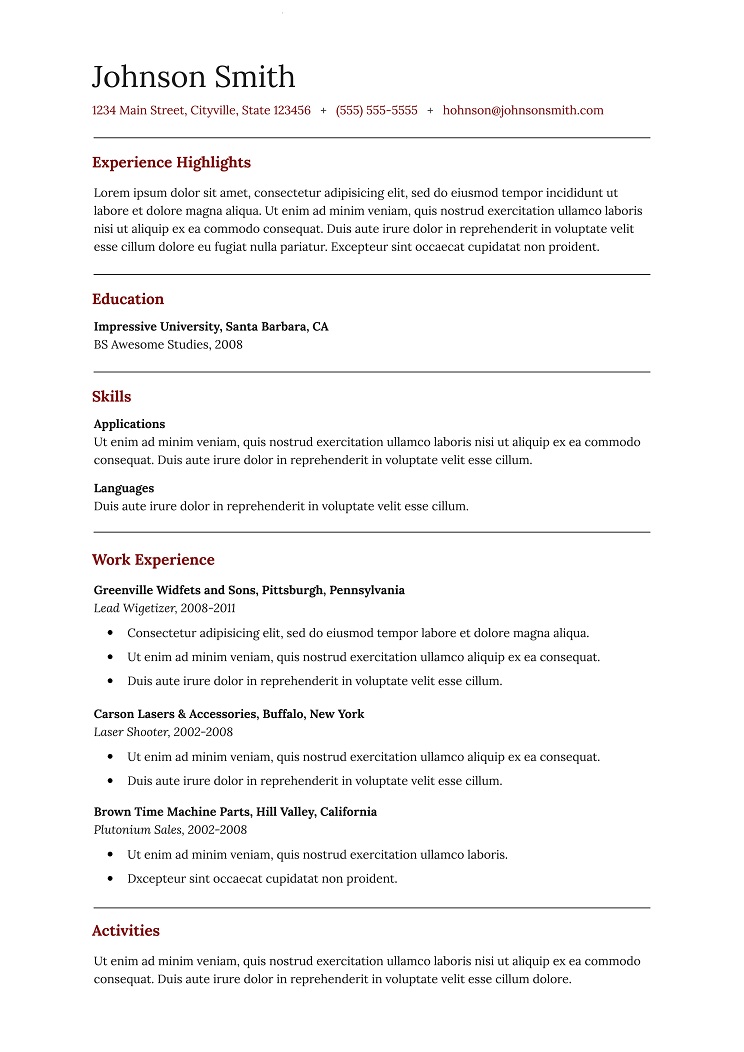 Johnson Smith
1234 Main Street, Cityville, State 123456 + (555) 555-5555 + hohnson@johnsonsmith.com
Experience Highlights
Lorem ipsum dolor sit amet, consectetur adipisicing elit, sed do eiusmod tempor incididunt ut
labore et dolore magna aliqua. Ut enim ad minim veniam, quis nostrud exercitation ullamco laboris
nisi ut aliquip ex ea commodo consequat. Duis aute irure dolor in reprehenderit in voluptate velit
esse cillum dolore eu fugiat nulla pariatur. Excepteur sint occaecat cupidatat non proident.
Education
Impressive University, Santa Barbara, CA
BS Awesome Studies, 2008
Skills
Applications
Ut enim ad minim veniam, quis nostrud exercitation ullamco laboris nisi ut aliquip ex ea commodo
consequat. Duis aute irure dolor in reprehenderit in voluptate velit esse cillum.
Languages
Duis aute irure dolor in reprehenderit in voluptate velit esse cillum.
Work Experience
Greenville Widfets and Sons, Pittsburgh, Pennsylvania
Lead Wigetizer, 2008-2011
• Consectetur adipisicing elit, sed do eiusmod tempor labore et dolore magna aliqua.
• Ut enim ad minim veniam, quis nostrud exercitation ullamco aliquip ex ea consequat.
• Duis aute irure dolor in reprehenderit in voluptate velit esse cillum.
Carson Lasers & Accessories, Buffalo, New York
Laser Shooter, 2002-2008
• Ut enim ad minim veniam, quis nostrud exercitation ullamco aliquip ex ea consequat.
• Duis aute irure dolor in reprehenderit in voluptate velit esse cillum.
Brown Time Machine Parts, Hill Valley, California
Plutonium Sales, 2002-2008
• Ut enim ad minim veniam, quis nostrud exercitation ullamco laboris.
• Dxcepteur sint occaecat cupidatat non proident.
Activities
Ut enim ad minim veniam, quis nostrud exercitation ullamco laboris nisi ut aliquip ex ea commodo
consequat. Duis aute irure dolor in reprehenderit in voluptate velit esse cillum dolore.